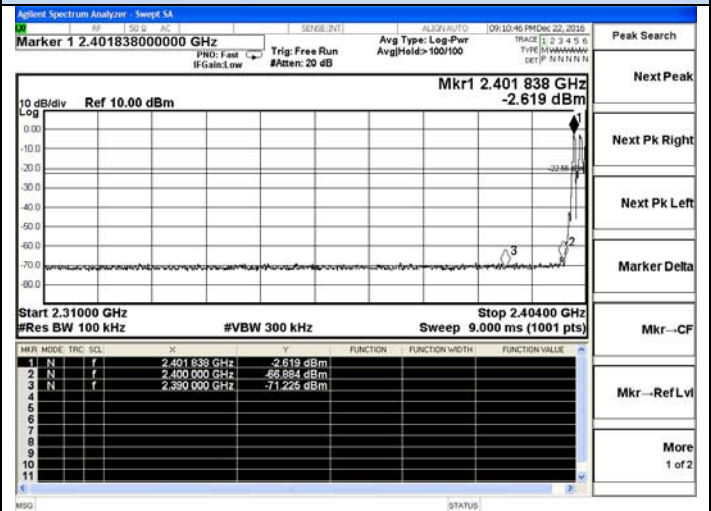 Agilent Spectrum Analyzer - Swept SA
RF 50 Ω AC SENSE:INT ALIGN AUTO 09:10:46 PM Dec 22, 2016
Marker 1 2.401838000000 GHz
PNO: Fast
IFGain:Low
Trig: Free Run
#Atten: 20 dB
Avg Type: Log-Pwr
Avg|Hold:> 100/100
TRACE 1 2 3 4 5 6
TYPE MWWWWW
DET P N N N N N
Mkr1 2.401 838 GHz
-2.619 dBm
10 dB/div Ref 10.00 dBm
Log
0.00
-10.0
-20.0
-30.0
-40.0
-50.0
-60.0
-70.0
-80.0
1
2
3
Start 2.31000 GHz
Stop 2.40400 GHz
#Res BW 100 kHz #VBW 300 kHz Sweep 9.000 ms (1001 pts)
MKR MODE TRC SCL X Y FUNCTION FUNCTION WIDTH FUNCTION VALUE
1 N f 2.401 838 GHz -2.619 dBm
2 N f 2.400 000 GHz -66.884 dBm
3 N f 2.390 000 GHz -71.225 dBm
4
5
6
7
8
9
10
11
MSG STATUS
Peak Search
Next Peak
Next Pk Right
Next Pk Left
Marker Delta
Mkr→CF
Mkr→Ref Lvl
More
1 of 2